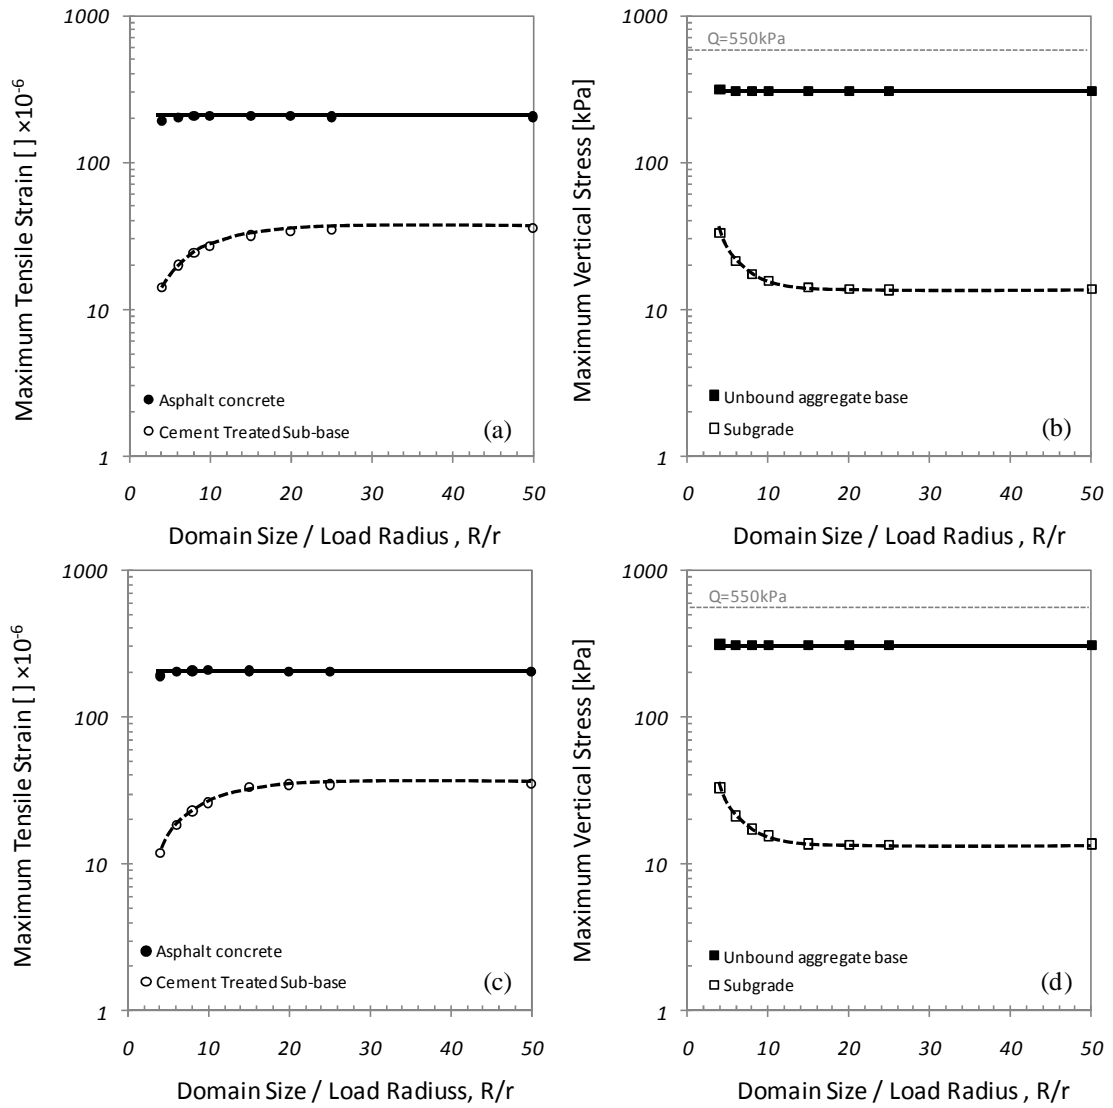 Maximum Tensile Strain [ ] ×10⁻⁶
1000
100
10
1
Asphalt concrete
Cement Treated Sub-base
(a)
0 10 20 30 40 50
Domain Size / Load Radius , R/r
Maximum Vertical Stress [kPa]
1000
100
10
1
Q=550kPa
Unbound aggregate base
Subgrade
(b)
0 10 20 30 40 50
Domain Size / Load Radius , R/r
Maximum Tensile Strain [ ] ×10⁻⁶
1000
100
10
1
Asphalt concrete
Cement Treated Sub-base
(c)
0 10 20 30 40 50
Domain Size / Load Radiuss, R/r
Maximum Vertical Stress [kPa]
1000
100
10
1
Q=550kPa
Unbound aggregate base
Subgrade
(d)
0 10 20 30 40 50
Domain Size / Load Radius , R/r